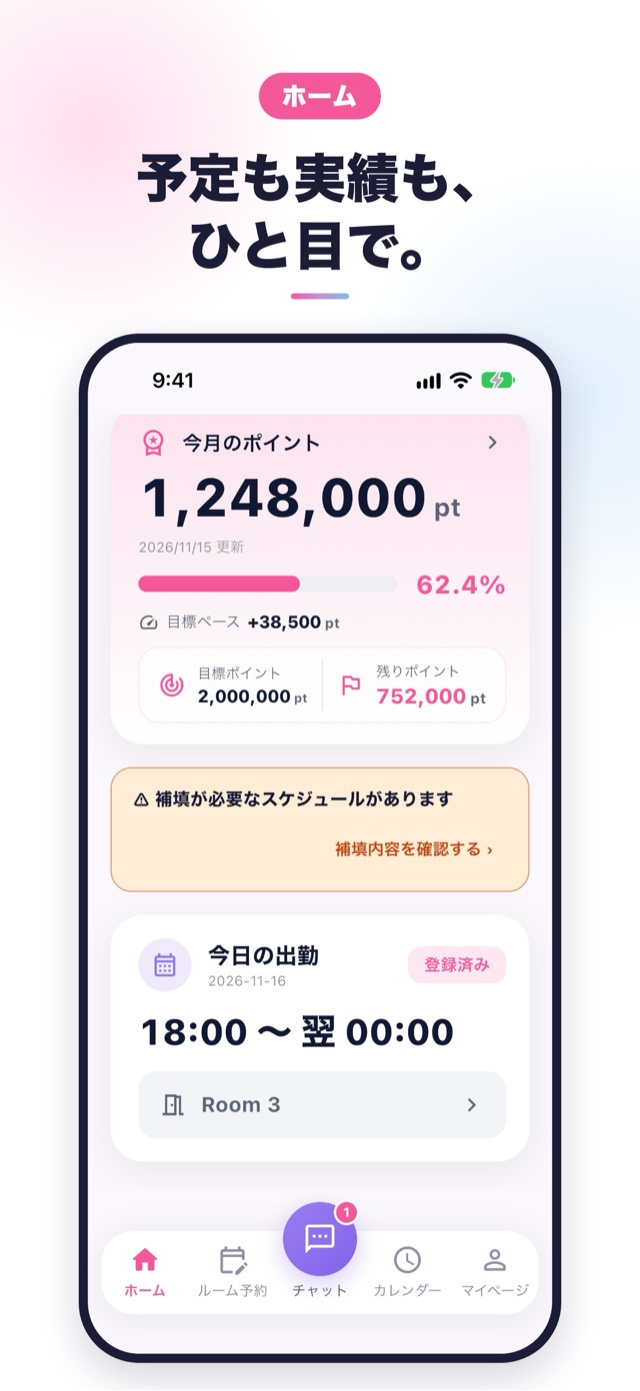 ホーム
予定も実績も、
ひと目で。
9:41
今月のポイント
1,248,000 pt
2026/11/15 更新
62.4%
目標ペース +38,500 pt
目標ポイント
2,000,000 pt
残りポイント
752,000 pt
補填が必要なスケジュールがあります
補填内容を確認する ›
今日の出勤
2026-11-16
登録済み
18:00 〜 翌 00:00
Room 3
1
ホーム
ルーム予約
チャット
カレンダー
マイページ